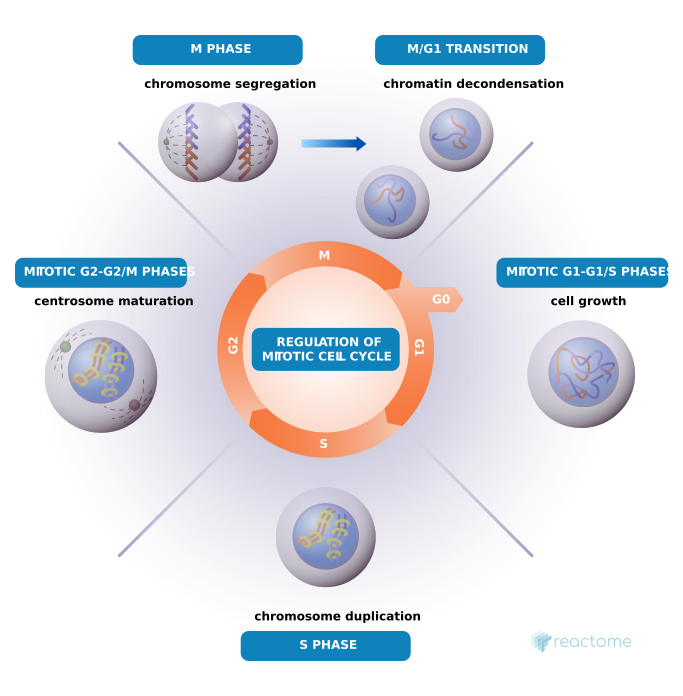 M PHASE
M/G1 TRANSITION
chromosome segregation
chromatin decondensation
M
MITOTIC G2-G2/M PHASES
MITOTIC G1-G1/S PHASES
centrosome maturation
cell growth
G0
G2
REGULATION OF
MITOTIC CELL CYCLE
G1
S
chromosome duplication
S PHASE
reactome